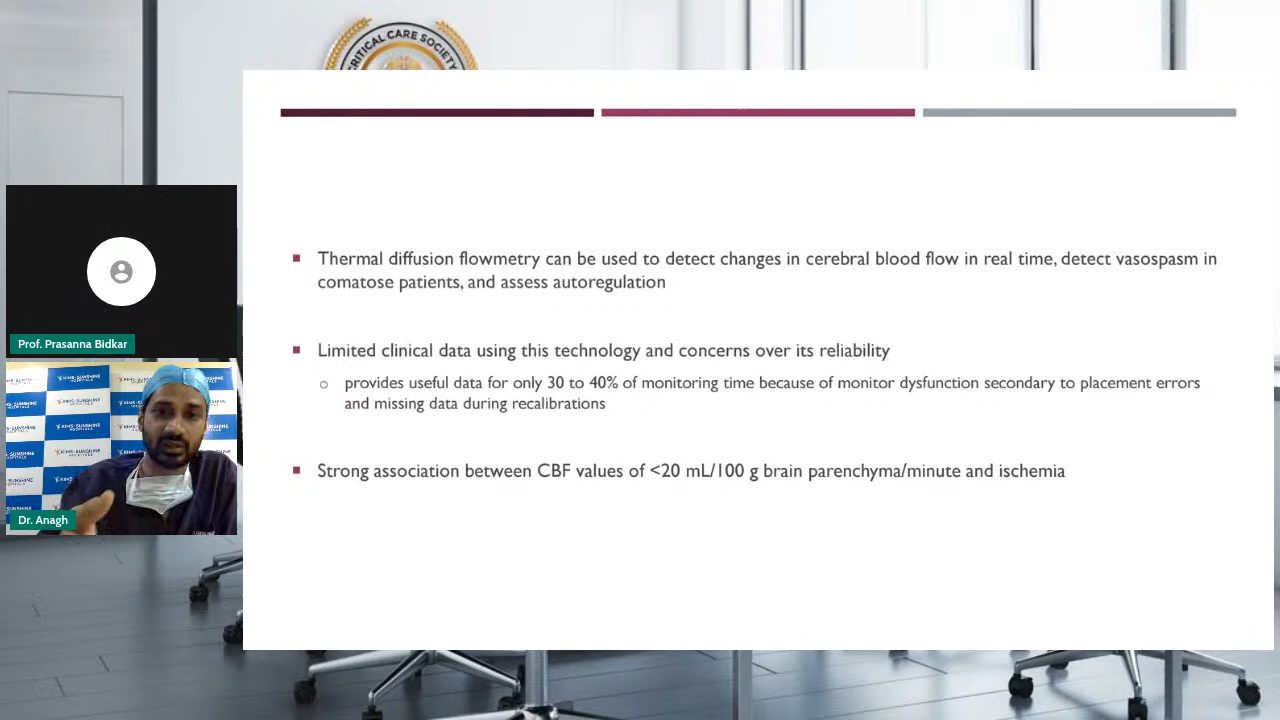 CRITICAL CARE SOCIETY
Thermal diffusion flowmetry can be used to detect changes in cerebral blood flow in real time, detect vasospasm in
comatose patients, and assess autoregulation
Limited clinical data using this technology and concerns over its reliability
provides useful data for only 30 to 40% of monitoring time because of monitor dysfunction secondary to placement errors
and missing data during recalibrations
Strong association between CBF values of <20 mL/100 g brain parenchyma/minute and ischemia
Prof. Prasanna Bidkar
KIMS-SUNSHINE
HOSPITALS
Dr. Anagh